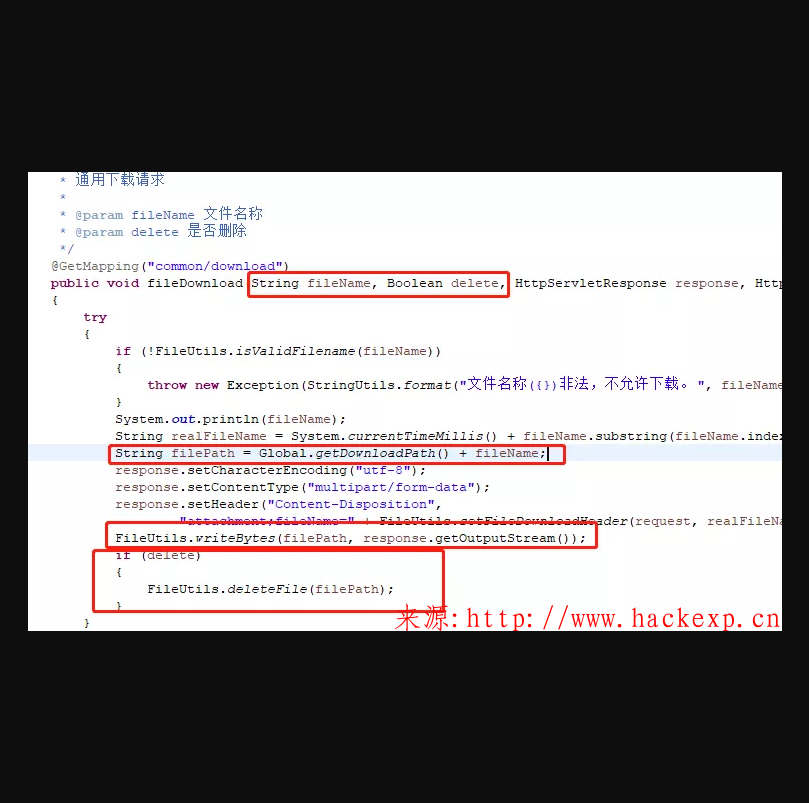 * 通用下载请求
*
* @param fileName 文件名称
* @param delete 是否删除
*/
@GetMapping("common/download")
public void fileDownload(String fileName, Boolean delete, HttpServletResponse response, Http
{
try
{
if (!FileUtils.isValidFilename(fileName))
{
throw new Exception(StringUtils.format("文件名称({})非法，不允许下载。 ", fileName
}
System.out.println(fileName);
String realFileName = System.currentTimeMillis() + fileName.substring(fileName.index
String filePath = Global.getDownloadPath() + fileName;
response.setCharacterEncoding("utf-8");
response.setContentType("multipart/form-data");
response.setHeader("Content-Disposition",
"attachment;fileName=" + FileUtils.setFileDownloadHeader(request, realFileNa
FileUtils.writeBytes(filePath, response.getOutputStream());
if (delete)
{
FileUtils.deleteFile(filePath);
}
}
来源:http://www.hackexp.cn